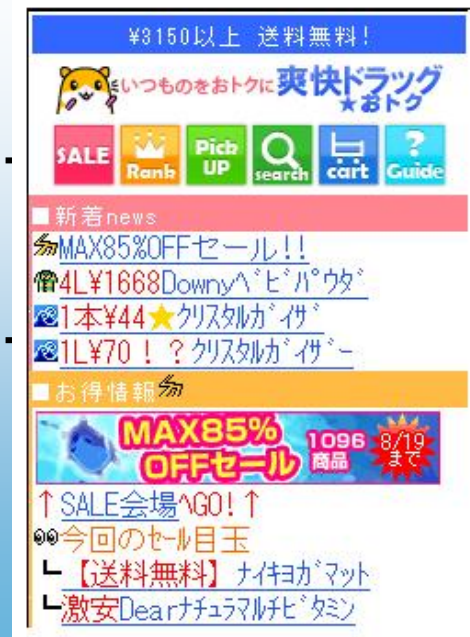 ¥3150以上 送料無料!
いつものをおトクに爽快ドラッグ
★おトク
SALE Rank Pick UP search cart ? Guide
■新着news
MAX85%OFFセール!!
4L¥1668Downyﾍﾞﾋﾞﾊﾟｳﾀﾞ
1本¥44★ｸﾘｽﾀﾙｶﾞｲｻﾞ
1L¥70！？ｸﾘｽﾀﾙｶﾞｲｻﾞｰ
■お得情報
MAX85%
OFFセール 1096商品 8/19まで
↑SALE会場へGO!↑
今回のｾｰﾙ目玉
┗【送料無料】ﾅｲｷﾖｶﾞﾏｯﾄ
┗激安Dearﾅﾁｭﾗﾏﾙﾁﾋﾞﾀﾐﾝ